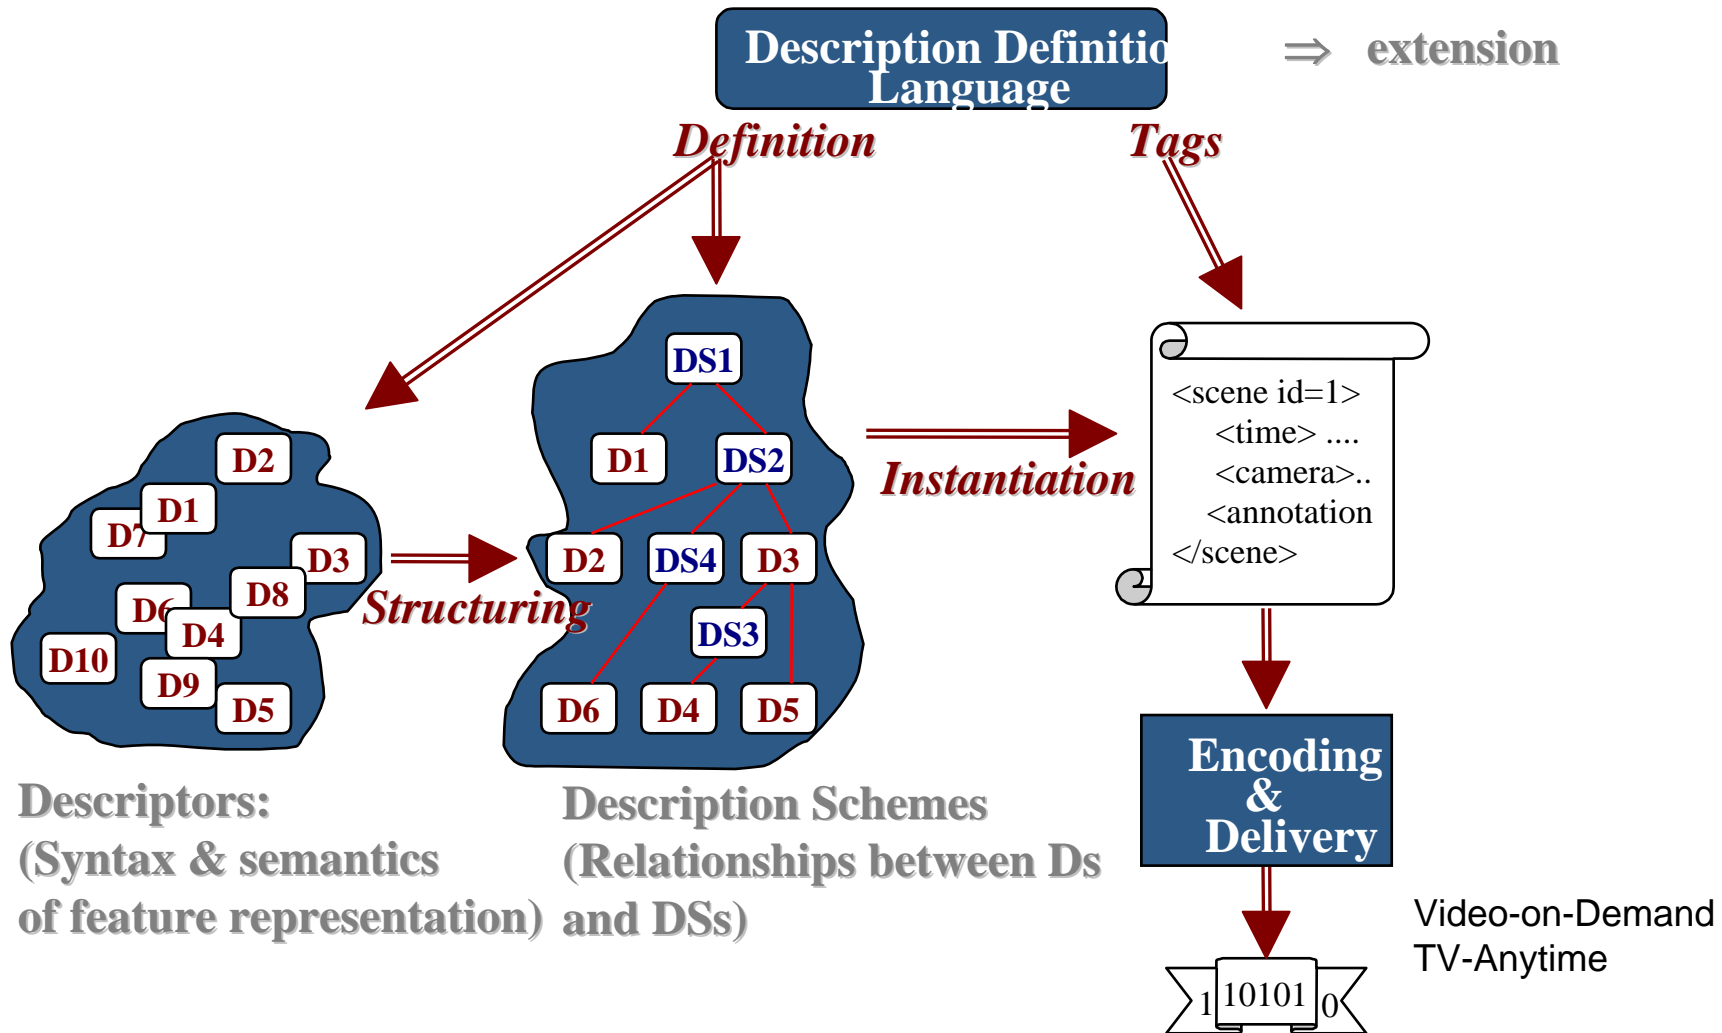 Description Definitio
Language
⇒ extension
Definition
Tags
DS1
D1
DS2
D2
DS4
D3
DS3
D6
D4
D5
D2
D1
D7
D3
D8
D6
D4
D10
D9
D5
Structuring
Instantiation
<scene id=1>
<time> ....
<camera>..
<annotation
</scene>
Descriptors:
(Syntax & semantics
of feature representation)
Description Schemes
(Relationships between Ds
and DSs)
Encoding
&
Delivery
Video-on-Demand
TV-Anytime
1 10101 0